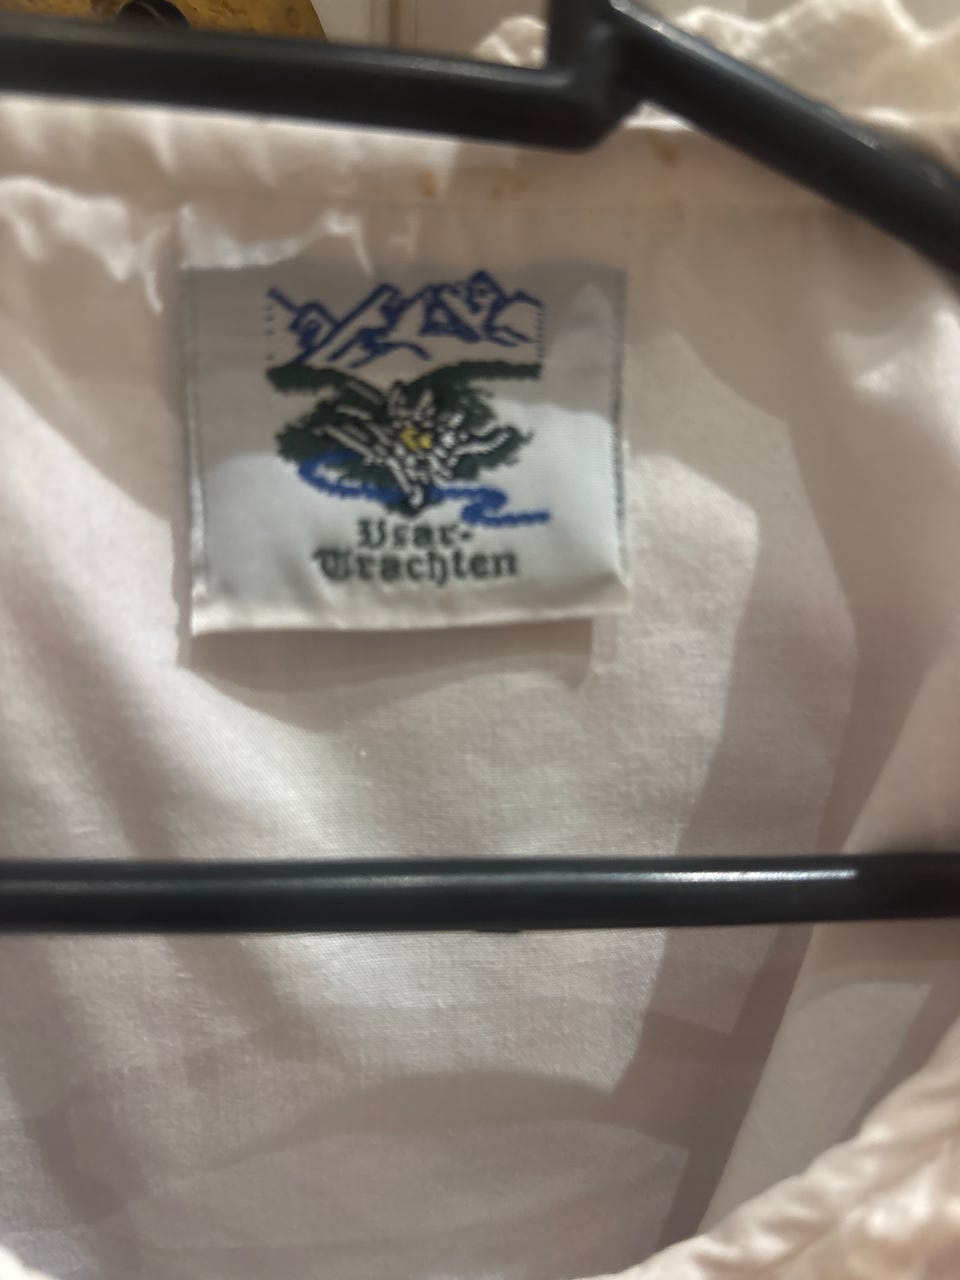 Isar-
Trachten